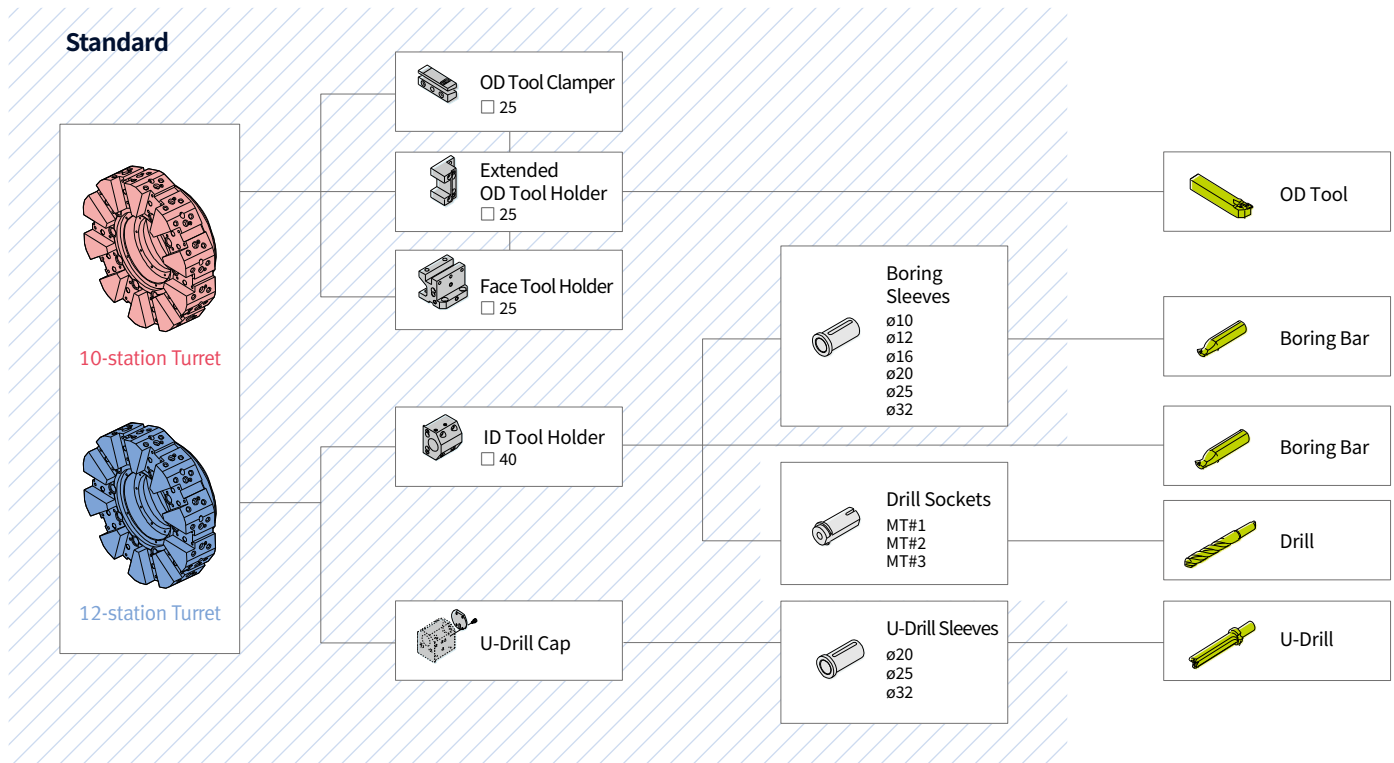 Standard
10-station Turret
12-station Turret
OD Tool Clamper
□ 25
Extended
OD Tool Holder
□ 25
Face Tool Holder
□ 25
ID Tool Holder
□ 40
U-Drill Cap
Boring
Sleeves
ø10
ø12
ø16
ø20
ø25
ø32
Drill Sockets
MT#1
MT#2
MT#3
U-Drill Sleeves
ø20
ø25
ø32
OD Tool
Boring Bar
Boring Bar
Drill
U-Drill